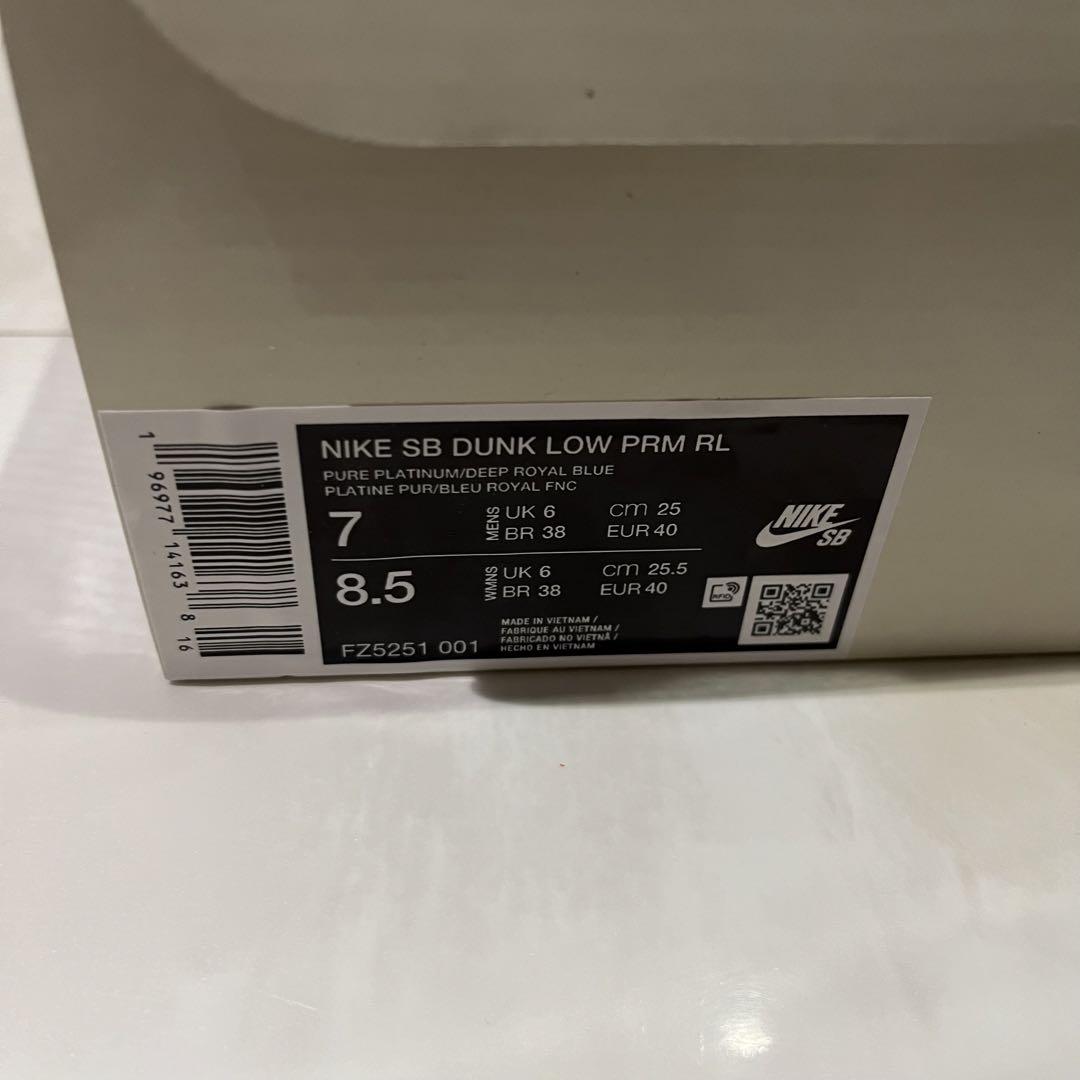 NIKE SB DUNK LOW PRM RL
PURE PLATINUM/DEEP ROYAL BLUE
PLATINE PUR/BLEU ROYAL FNC
7
MENS
UK 6 cm 25
BR 38 EUR 40
8.5
WMNS
UK 6 cm 25.5
BR 38 EUR 40
FZ5251 001
MADE IN VIETNAM /
FABRIQUE AU VIETNAM /
FABRICADO NO VIETNÃ /
HECHO EN VIETNAM
NIKE
SB
RFID
1 96977 14163 8 16